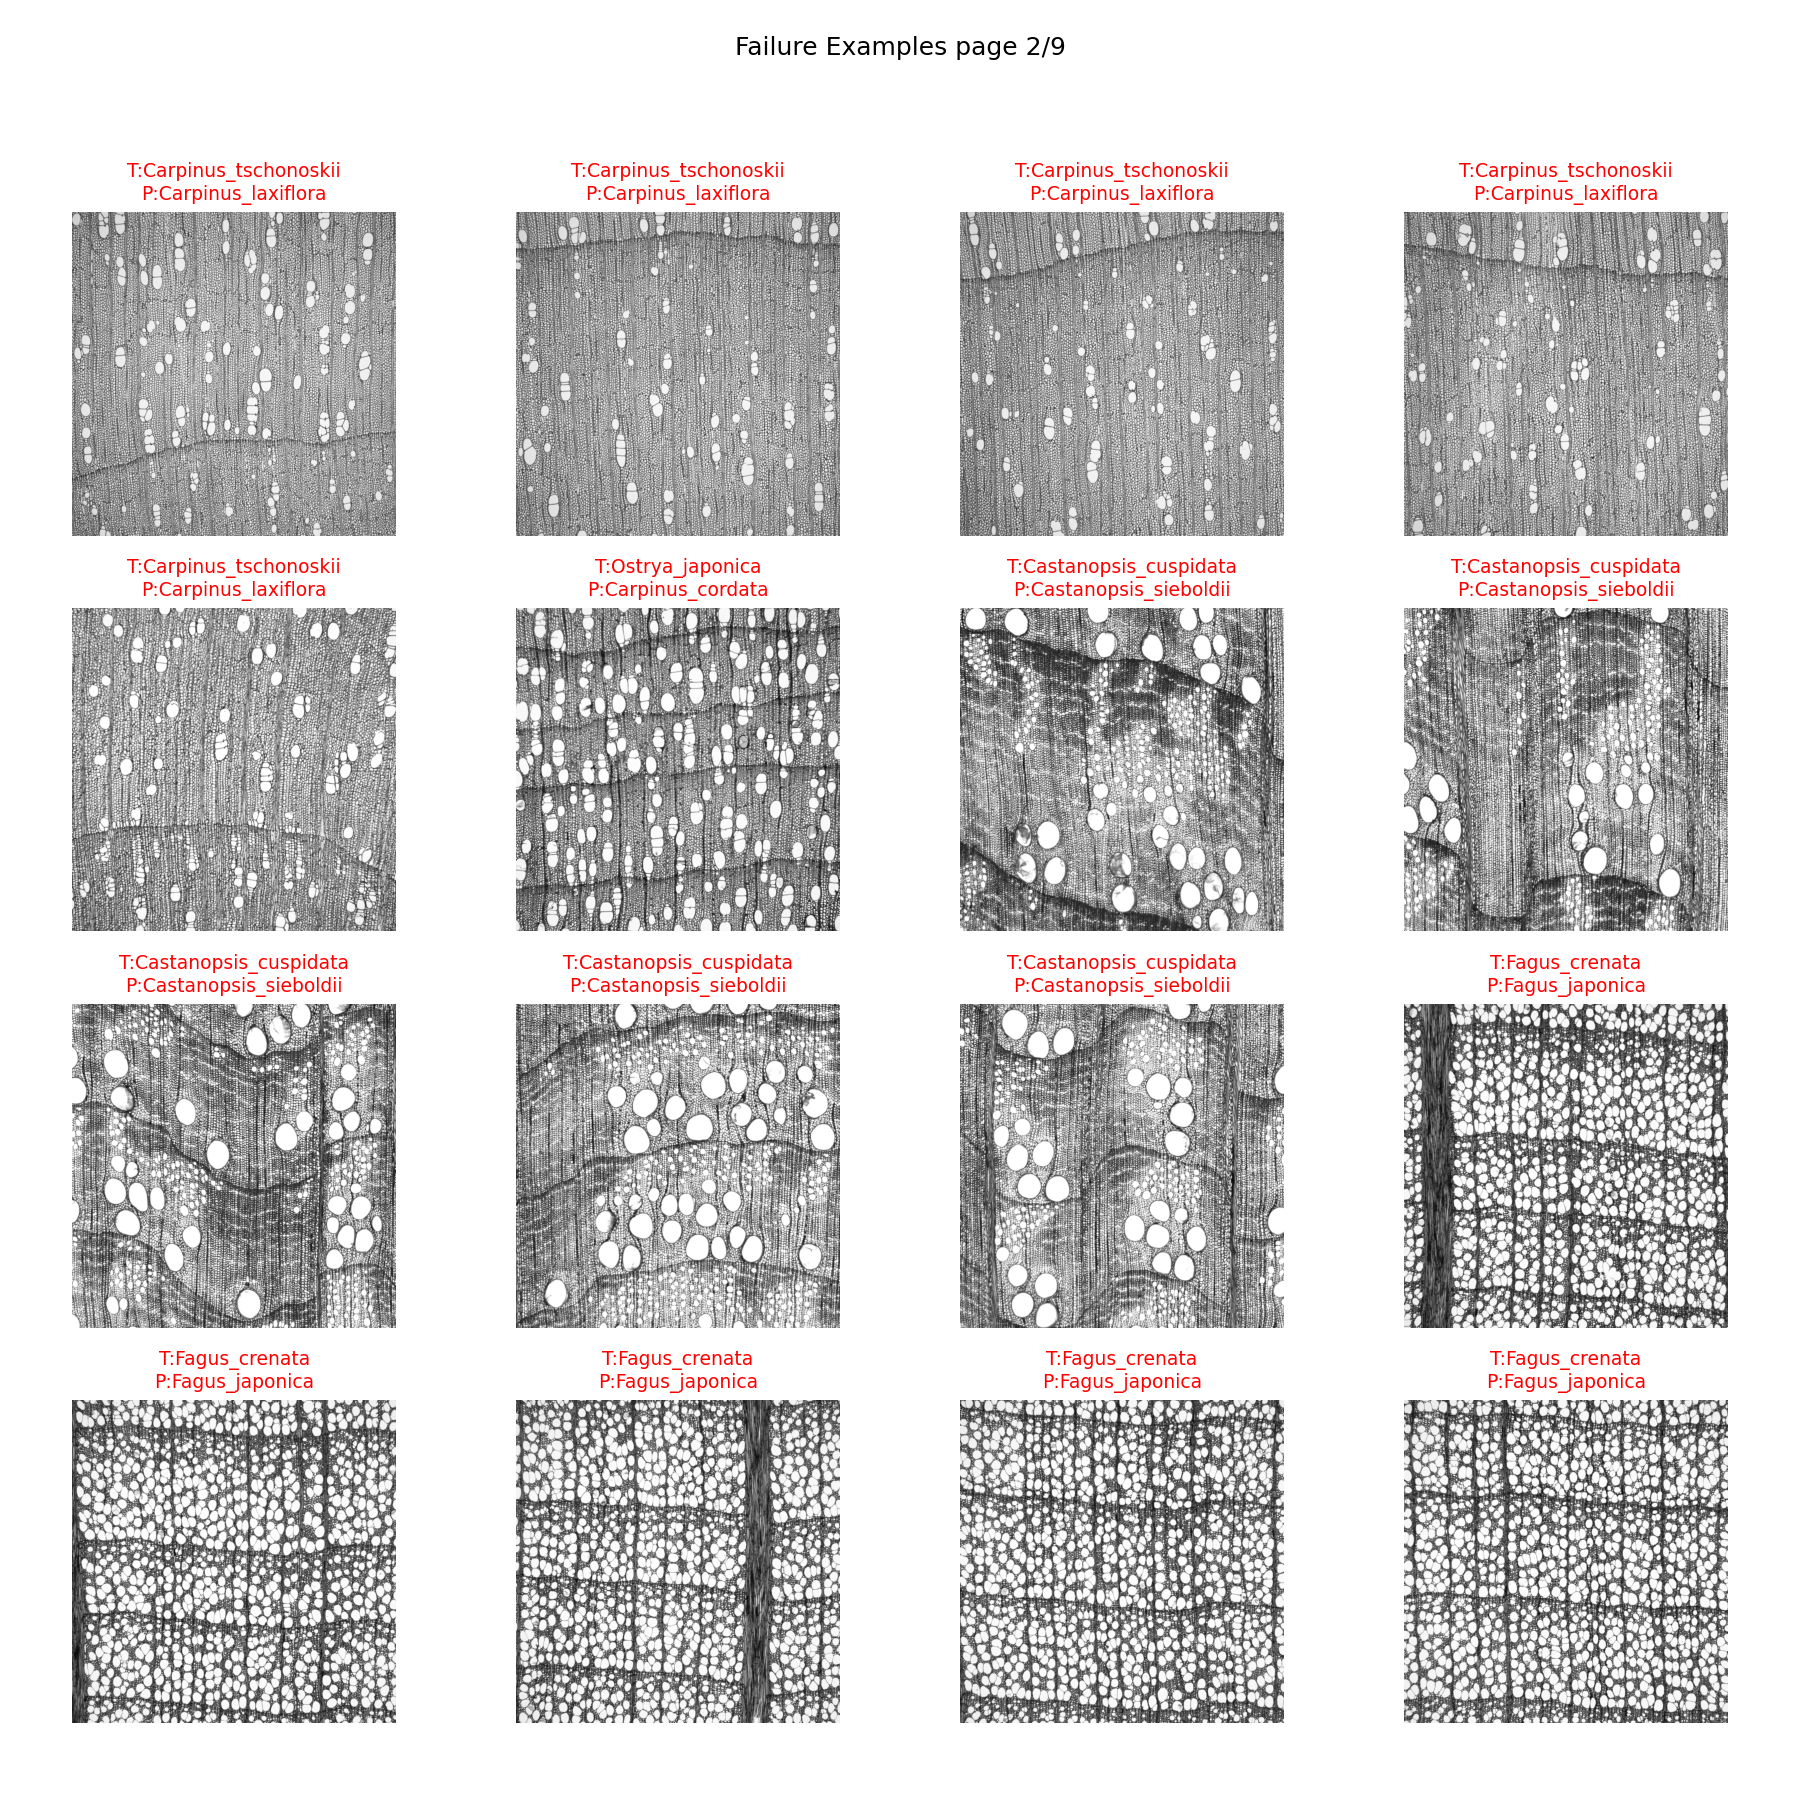 Failure Examples page 2/9
T:Carpinus_tschonoskii
P:Carpinus_laxiflora
T:Carpinus_tschonoskii
P:Carpinus_laxiflora
T:Carpinus_tschonoskii
P:Carpinus_laxiflora
T:Carpinus_tschonoskii
P:Carpinus_laxiflora
T:Carpinus_tschonoskii
P:Carpinus_laxiflora
T:Ostrya_japonica
P:Carpinus_cordata
T:Castanopsis_cuspidata
P:Castanopsis_sieboldii
T:Castanopsis_cuspidata
P:Castanopsis_sieboldii
T:Castanopsis_cuspidata
P:Castanopsis_sieboldii
T:Castanopsis_cuspidata
P:Castanopsis_sieboldii
T:Castanopsis_cuspidata
P:Castanopsis_sieboldii
T:Fagus_crenata
P:Fagus_japonica
T:Fagus_crenata
P:Fagus_japonica
T:Fagus_crenata
P:Fagus_japonica
T:Fagus_crenata
P:Fagus_japonica
T:Fagus_crenata
P:Fagus_japonica